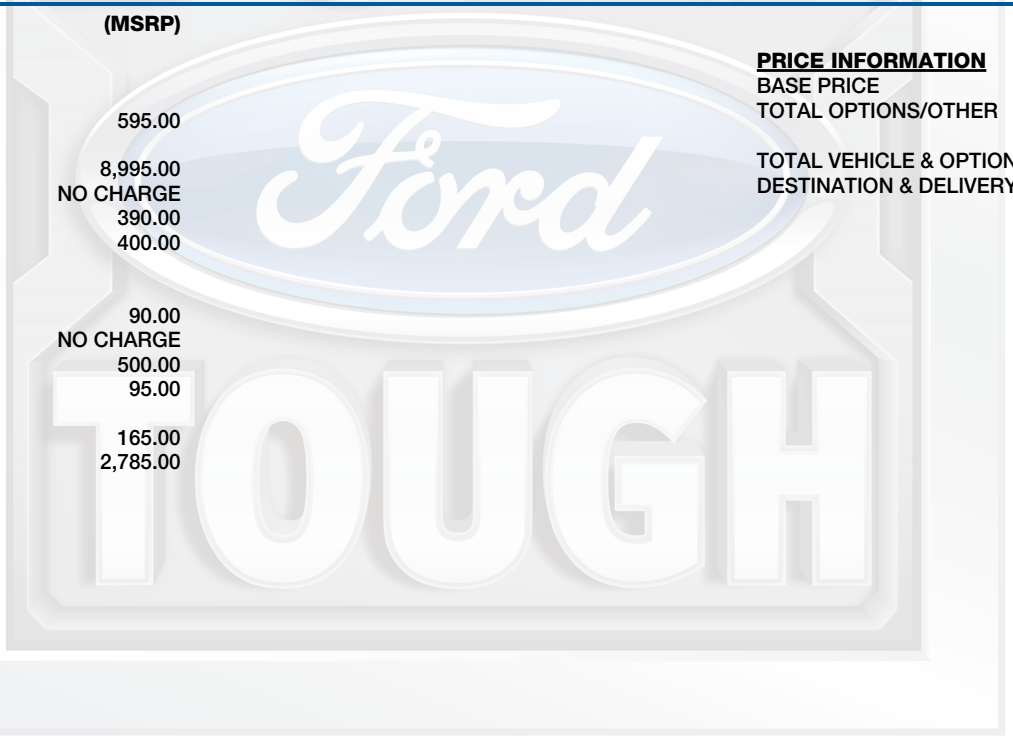 (MSRP)
595.00
8,995.00
NO CHARGE
390.00
400.00
90.00
NO CHARGE
500.00
95.00
165.00
2,785.00
PRICE INFORMATION
BASE PRICE
TOTAL OPTIONS/OTHER
TOTAL VEHICLE & OPTION
DESTINATION & DELIVERY
Ford
TOUGH